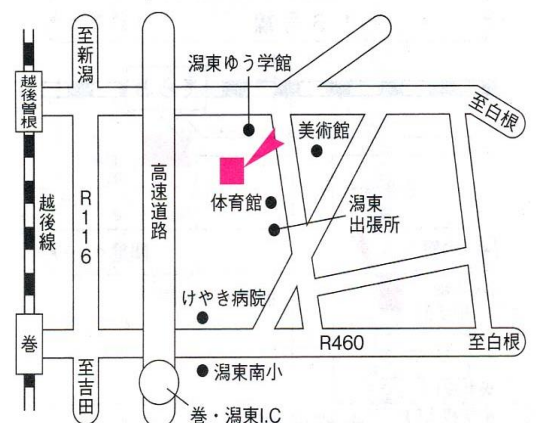 至新潟
潟東ゆう学館
越後曽根
至白根
美術館
高速道路
体育館
潟東
出張所
越後線
R116
けやき病院
巻
R460
至白根
至吉田
潟東南小
巻・潟東I.C